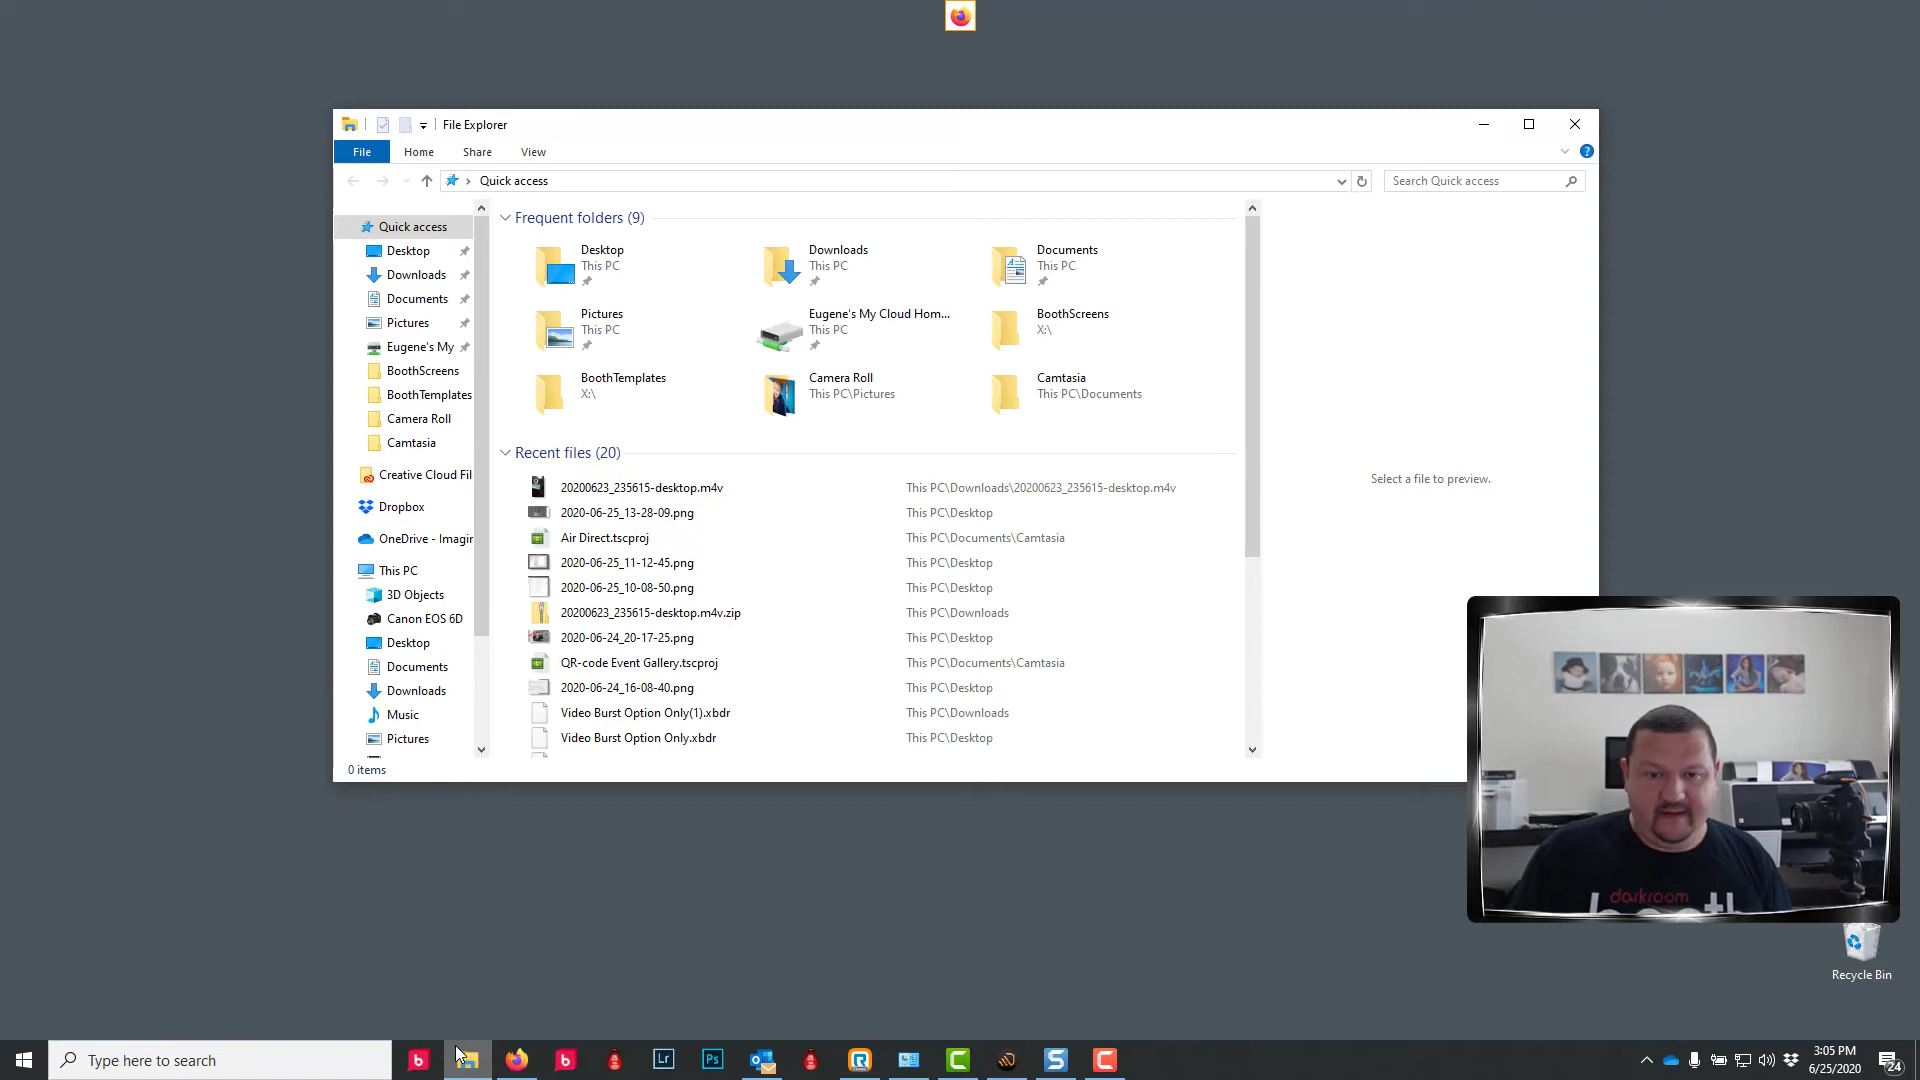 File Explorer
File
Home
Share
View
Quick access
Search Quick access
Quick access
Desktop
Downloads
Documents
Pictures
Eugene's My
BoothScreens
BoothTemplates
Camera Roll
Camtasia
Creative Cloud Fil
Dropbox
OneDrive - Imagin
This PC
3D Objects
Canon EOS 6D
Desktop
Documents
Downloads
Music
Pictures
Frequent folders (9)
Desktop
This PC
Downloads
This PC
Documents
This PC
Pictures
This PC
Eugene's My Cloud Hom...
This PC
BoothScreens
X:\
BoothTemplates
X:\
Camera Roll
This PC\Pictures
Camtasia
This PC\Documents
Recent files (20)
20200623_235615-desktop.m4v This PC\Downloads\20200623_235615-desktop.m4v
2020-06-25_13-28-09.png This PC\Desktop
Air Direct.tscproj This PC\Documents\Camtasia
2020-06-25_11-12-45.png This PC\Desktop
2020-06-25_10-08-50.png This PC\Desktop
20200623_235615-desktop.m4v.zip This PC\Downloads
2020-06-24_20-17-25.png This PC\Desktop
QR-code Event Gallery.tscproj This PC\Documents\Camtasia
2020-06-24_16-08-40.png This PC\Desktop
Video Burst Option Only(1).xbdr This PC\Downloads
Video Burst Option Only.xbdr This PC\Desktop
Select a file to preview.
0 items
darkroom
Recycle Bin
Type here to search
b
b
Lr
Ps
R
C
S
C
3:05 PM
6/25/2020
24